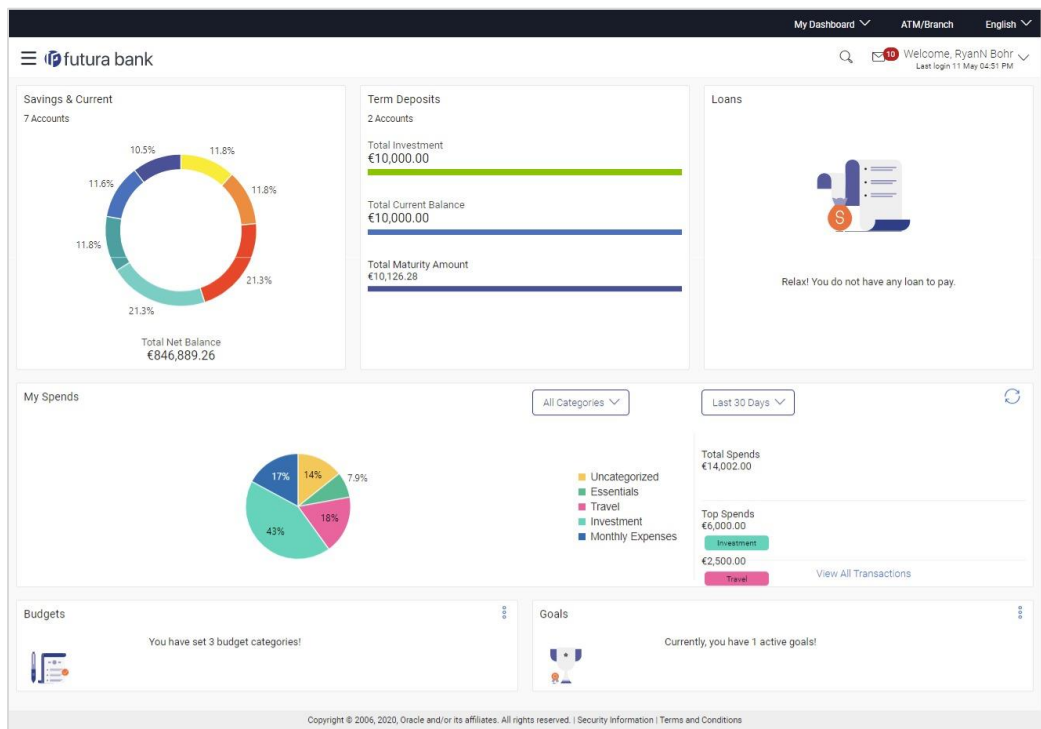 My Dashboard ATM/Branch English
futura bank
10 Welcome, RyanN Bohr
Last login 11 May 04:51 PM
Savings & Current
7 Accounts
10.5% 11.8%
11.6% 11.8%
11.8%
21.3%
21.3%
Total Net Balance
€846,889.26
Term Deposits
2 Accounts
Total Investment
€10,000.00
Total Current Balance
€10,000.00
Total Maturity Amount
€10,126.28
Loans
S
Relax! You do not have any loan to pay.
My Spends
All Categories Last 30 Days
17% 14% 7.9%
18%
43%
Uncategorized
Essentials
Travel
Investment
Monthly Expenses
Total Spends
€14,002.00
Top Spends
€6,000.00
Investment
€2,500.00
Travel
View All Transactions
Budgets
You have set 3 budget categories!
Goals
Currently, you have 1 active goals!
Copyright © 2006, 2020, Oracle and/or its affiliates. All rights reserved. | Security Information | Terms and Conditions